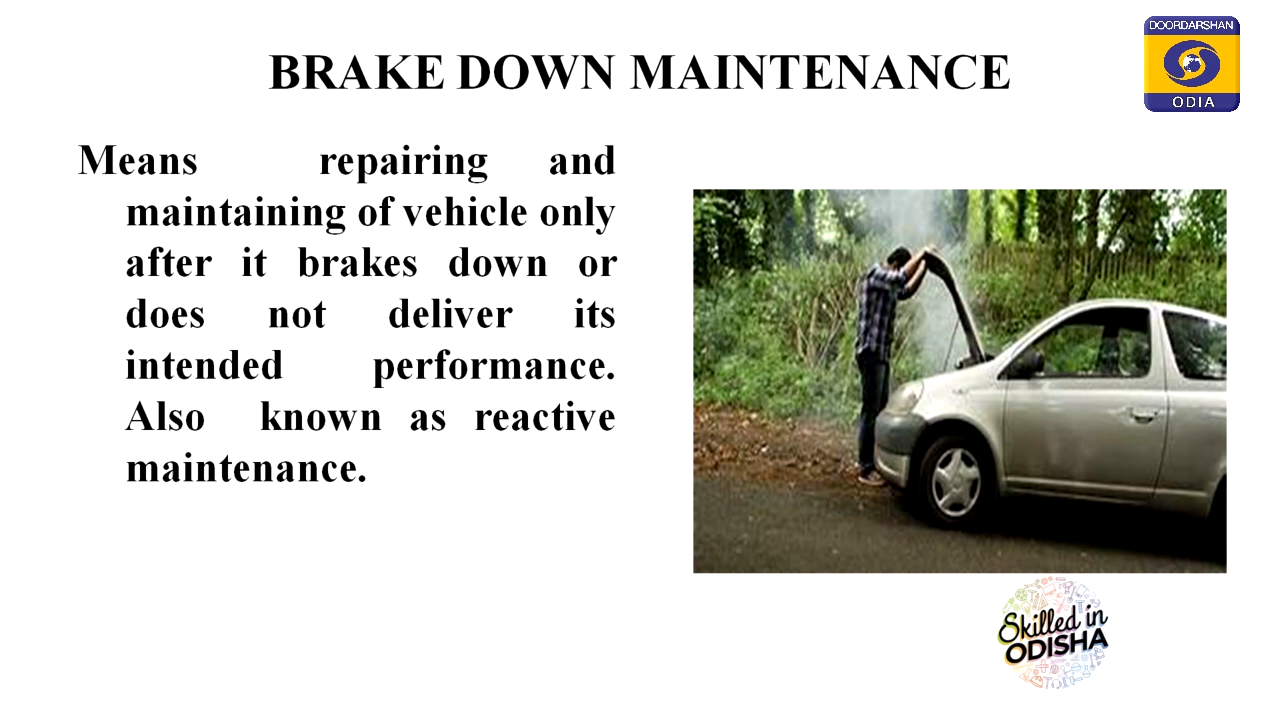 DOORDARSHAN
ODIA
BRAKE DOWN MAINTENANCE
Means repairing and
maintaining of vehicle only
after it brakes down or
does not deliver its
intended performance.
Also known as reactive
maintenance.
Skilled in
ODISHA